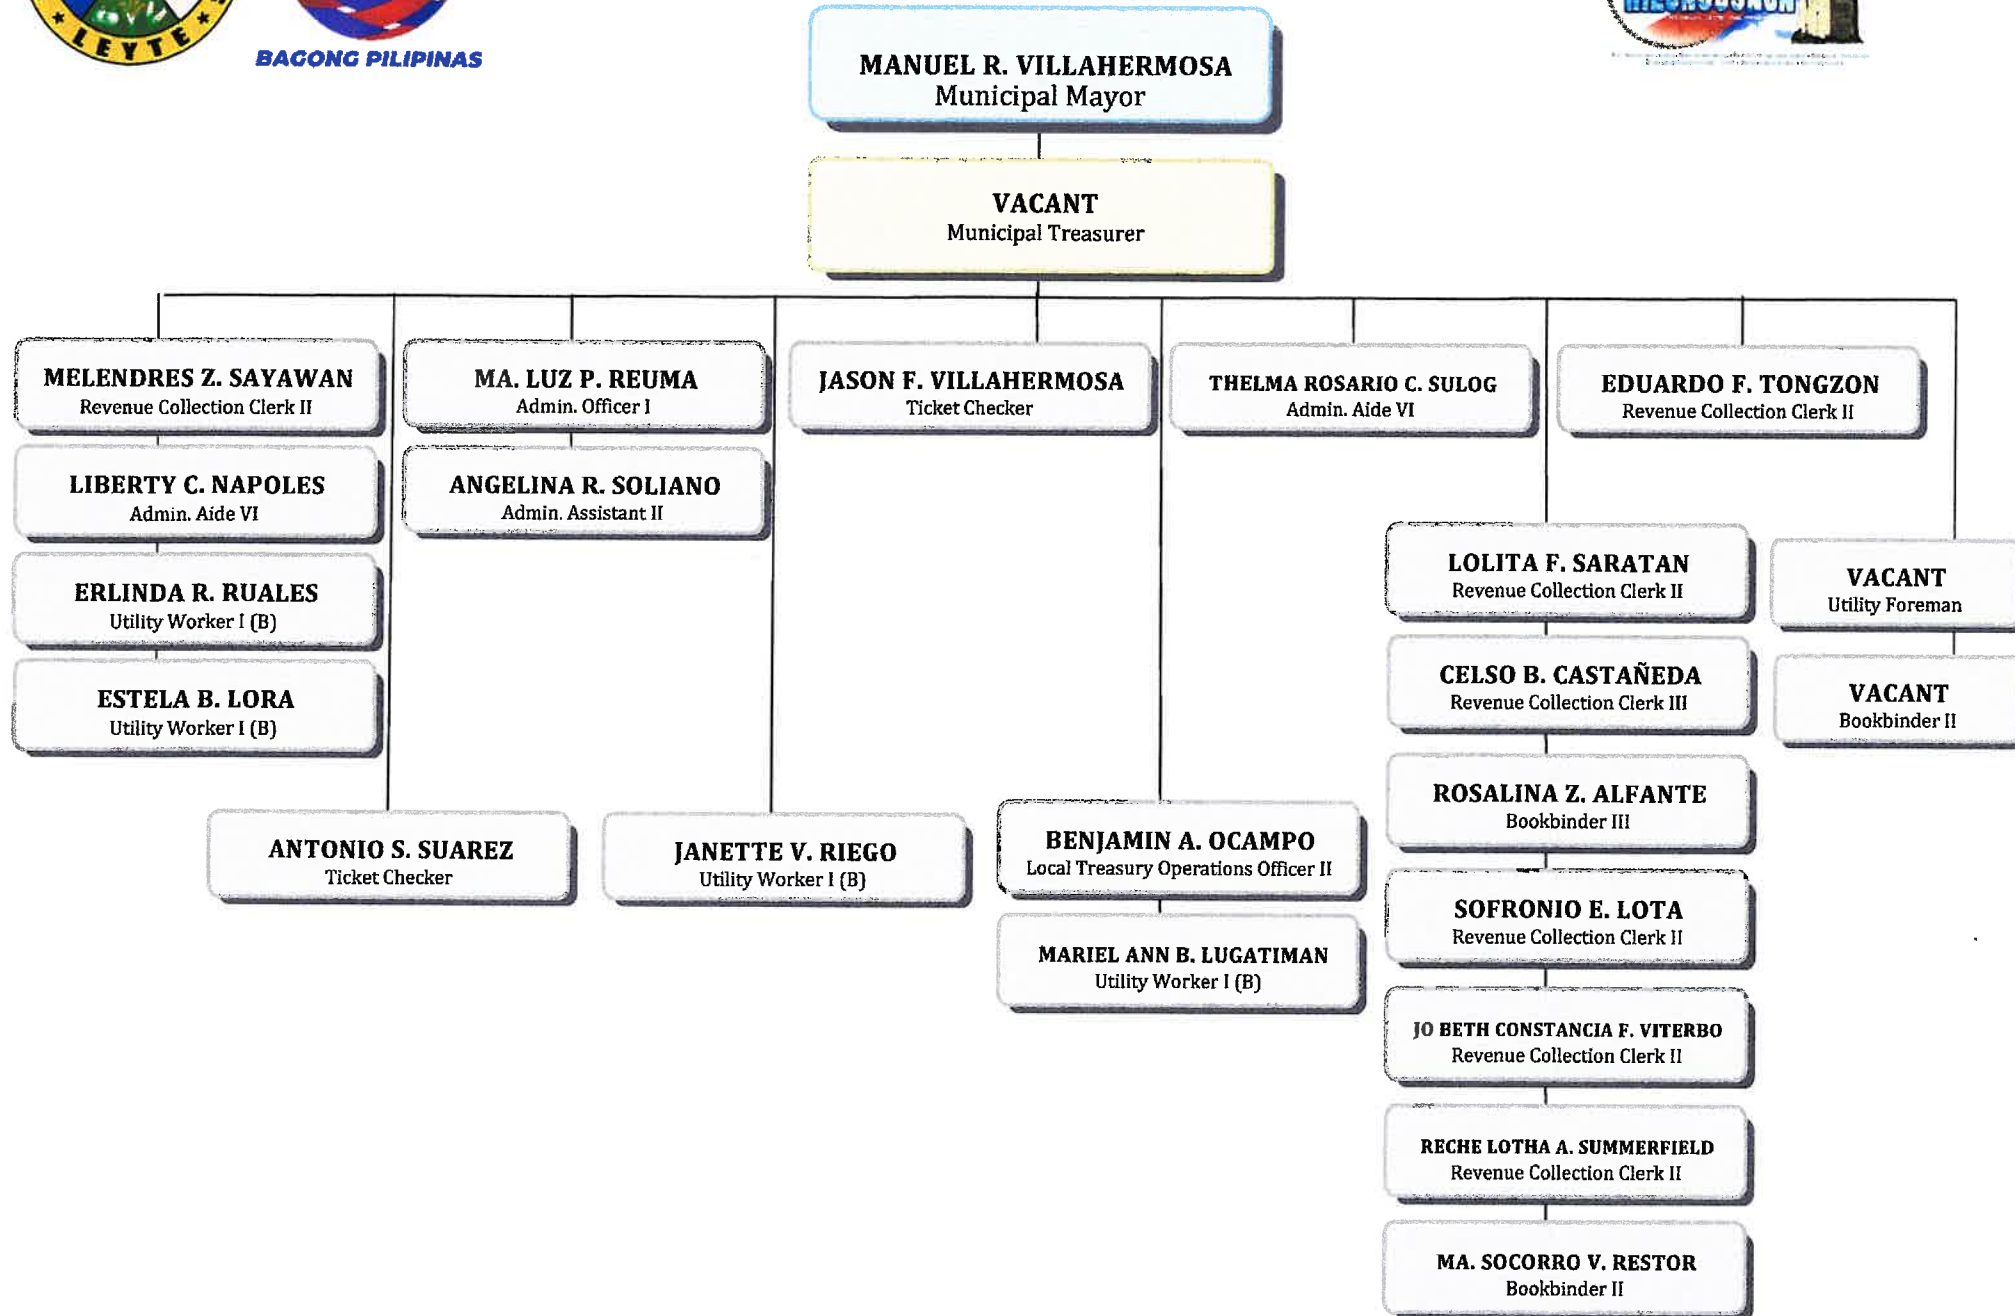 LEYTE
BAGONG PILIPINAS
MANUEL R. VILLAHERMOSA
Municipal Mayor
VACANT
Municipal Treasurer
MELENDRES Z. SAYAWAN
Revenue Collection Clerk II
LIBERTY C. NAPOLES
Admin. Aide VI
ERLINDA R. RUALES
Utility Worker I (B)
ESTELA B. LORA
Utility Worker I (B)
ANTONIO S. SUAREZ
Ticket Checker
MA. LUZ P. REUMA
Admin. Officer I
ANGELINA R. SOLIANO
Admin. Assistant II
JANETTE V. RIEGO
Utility Worker I (B)
JASON F. VILLAHERMOSA
Ticket Checker
BENJAMIN A. OCAMPO
Local Treasury Operations Officer II
MARIEL ANN B. LUGATIMAN
Utility Worker I (B)
THELMA ROSARIO C. SULOG
Admin. Aide VI
LOLITA F. SARATAN
Revenue Collection Clerk II
CELSO B. CASTAÑEDA
Revenue Collection Clerk III
ROSALINA Z. ALFANTE
Bookbinder III
SOFRONIO E. LOTA
Revenue Collection Clerk II
JO BETH CONSTANCIA F. VITERBO
Revenue Collection Clerk II
RECHE LOTHA A. SUMMERFIELD
Revenue Collection Clerk II
MA. SOCORRO V. RESTOR
Bookbinder II
EDUARDO F. TONGZON
Revenue Collection Clerk II
VACANT
Utility Foreman
VACANT
Bookbinder II